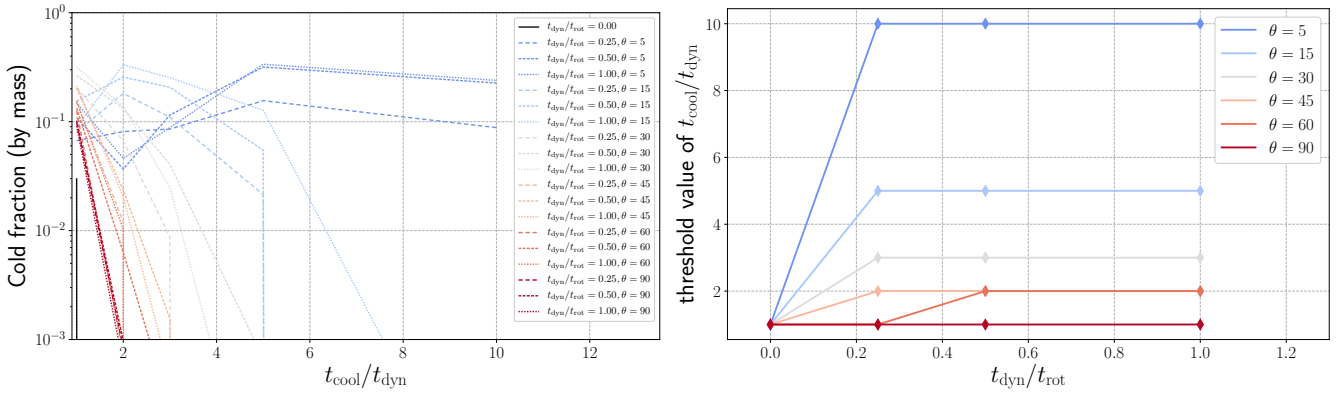 Cold fraction (by mass)
10⁰
10⁻¹
10⁻²
10⁻³
2
4
6
8
10
12
t_cool/t_dyn
t_dyn/t_rot = 0.00
t_dyn/t_rot = 0.25, θ = 5
t_dyn/t_rot = 0.50, θ = 5
t_dyn/t_rot = 1.00, θ = 5
t_dyn/t_rot = 0.25, θ = 15
t_dyn/t_rot = 0.50, θ = 15
t_dyn/t_rot = 1.00, θ = 15
t_dyn/t_rot = 0.25, θ = 30
t_dyn/t_rot = 0.50, θ = 30
t_dyn/t_rot = 1.00, θ = 30
t_dyn/t_rot = 0.25, θ = 45
t_dyn/t_rot = 0.50, θ = 45
t_dyn/t_rot = 1.00, θ = 45
t_dyn/t_rot = 0.25, θ = 60
t_dyn/t_rot = 0.50, θ = 60
t_dyn/t_rot = 1.00, θ = 60
t_dyn/t_rot = 0.25, θ = 90
t_dyn/t_rot = 0.50, θ = 90
t_dyn/t_rot = 1.00, θ = 90
threshold value of t_cool/t_dyn
10
8
6
4
2
0.0
0.2
0.4
0.6
0.8
1.0
1.2
t_dyn/t_rot
θ = 5
θ = 15
θ = 30
θ = 45
θ = 60
θ = 90